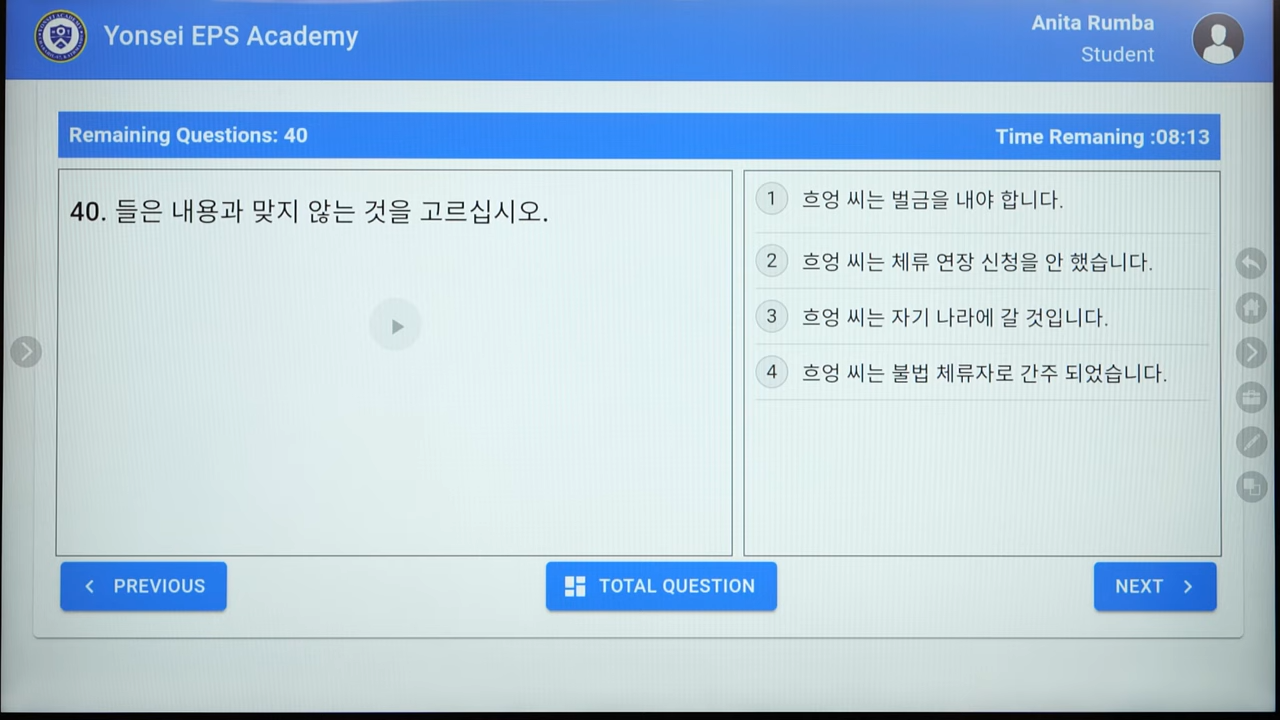 Yonsei EPS Academy
Anita Rumba
Student
Remaining Questions: 40
Time Remaning :08:13
40. 들은 내용과 맞지 않는 것을 고르십시오.
1 흐엉 씨는 벌금을 내야 합니다.
2 흐엉 씨는 체류 연장 신청을 안 했습니다.
3 흐엉 씨는 자기 나라에 갈 것입니다.
4 흐엉 씨는 불법 체류자로 간주 되었습니다.
PREVIOUS
TOTAL QUESTION
NEXT